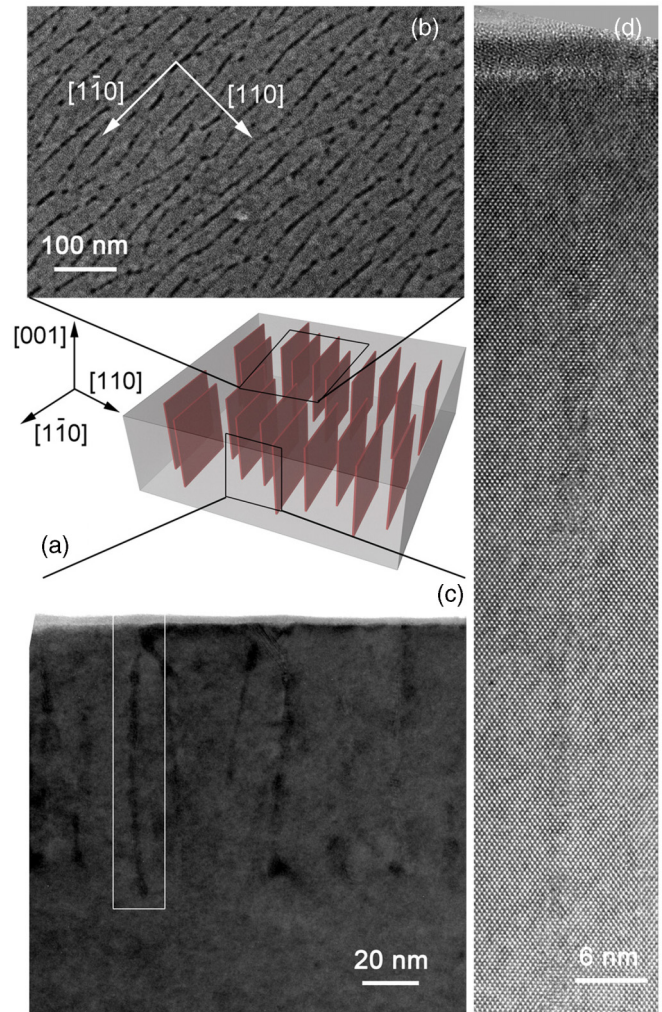 (b)
(d)
[11̄0]
[110]
100 nm
[001]
[110]
[11̄0]
(a)
(c)
20 nm
6 nm